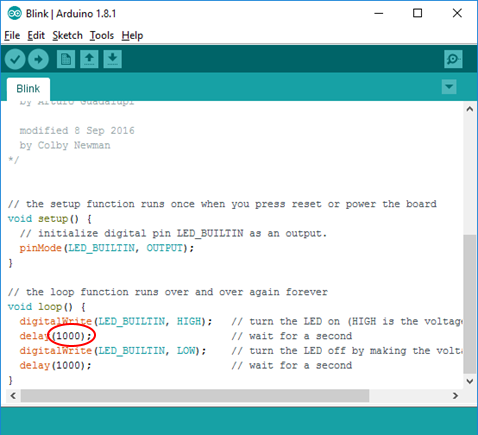 Blink | Arduino 1.8.1
File Edit Sketch Tools Help
Blink
by Arturo Guadalupi
modified 8 Sep 2016
by Colby Newman
*/
// the setup function runs once when you press reset or power the board
void setup() {
// initialize digital pin LED_BUILTIN as an output.
pinMode(LED_BUILTIN, OUTPUT);
}
// the loop function runs over and over again forever
void loop() {
digitalWrite(LED_BUILTIN, HIGH); // turn the LED on (HIGH is the voltag
delay(1000); // wait for a second
digitalWrite(LED_BUILTIN, LOW); // turn the LED off by making the volt
delay(1000); // wait for a second
}